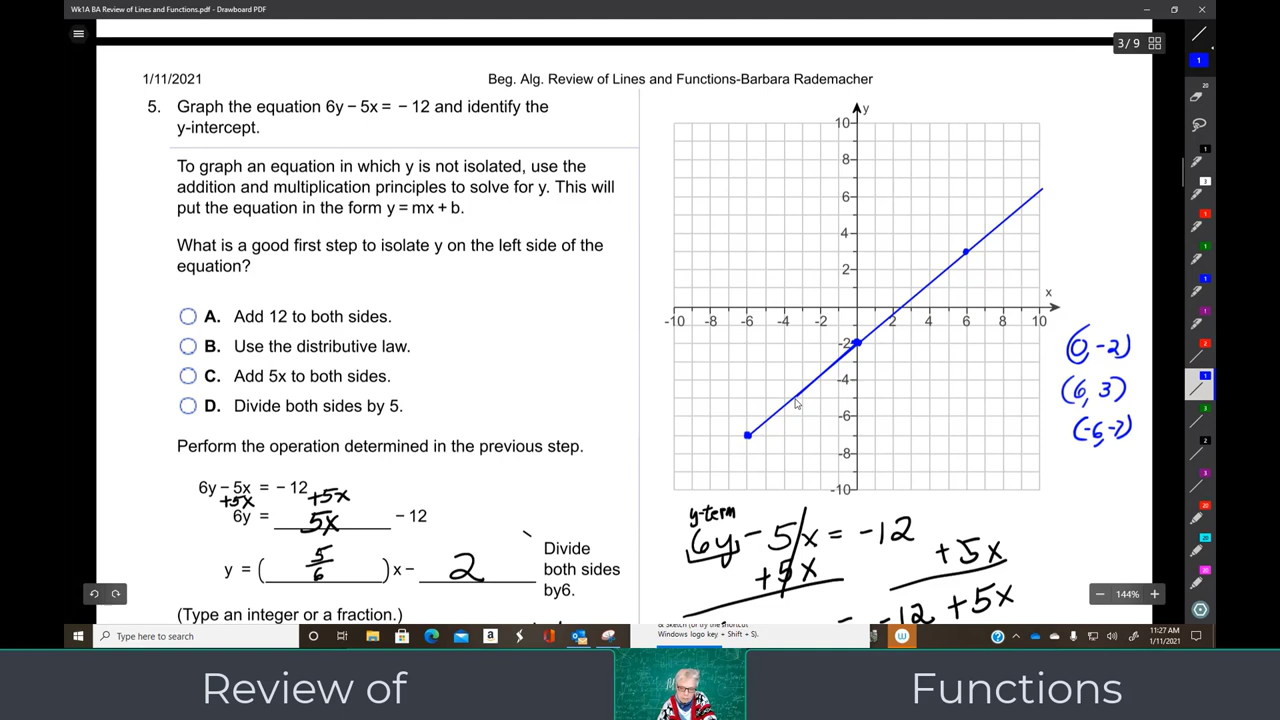 Wk1A BA Review of Lines and Functions.pdf - Drawboard PDF
3/9
1/11/2021
Beg. Alg. Review of Lines and Functions-Barbara Rademacher
5. Graph the equation 6y − 5x = − 12 and identify the
y-intercept.
To graph an equation in which y is not isolated, use the
addition and multiplication principles to solve for y. This will
put the equation in the form y = mx + b.
What is a good first step to isolate y on the left side of the
equation?
A. Add 12 to both sides.
B. Use the distributive law.
C. Add 5x to both sides.
D. Divide both sides by 5.
Perform the operation determined in the previous step.
6y − 5x = − 12
+5x +5x
6y = 5x − 12
y = ( 5/6 ) x − 2
Divide
both sides
by6.
(Type an integer or a fraction.)
y
10
8
6
4
2
x
-10 -8 -6 -4 -2 2 4 6 8 10
-2
-4
-6
-8
-10
(0, -2)
(6, 3)
(-6, -7)
y-term
6y - 5x = -12
+5x +5x
= -12 + 5x
144%
& Sketch (or try the shortcut
Windows logo key + Shift + S).
Type here to search
11:27 AM
1/11/2021
Review of
Functions